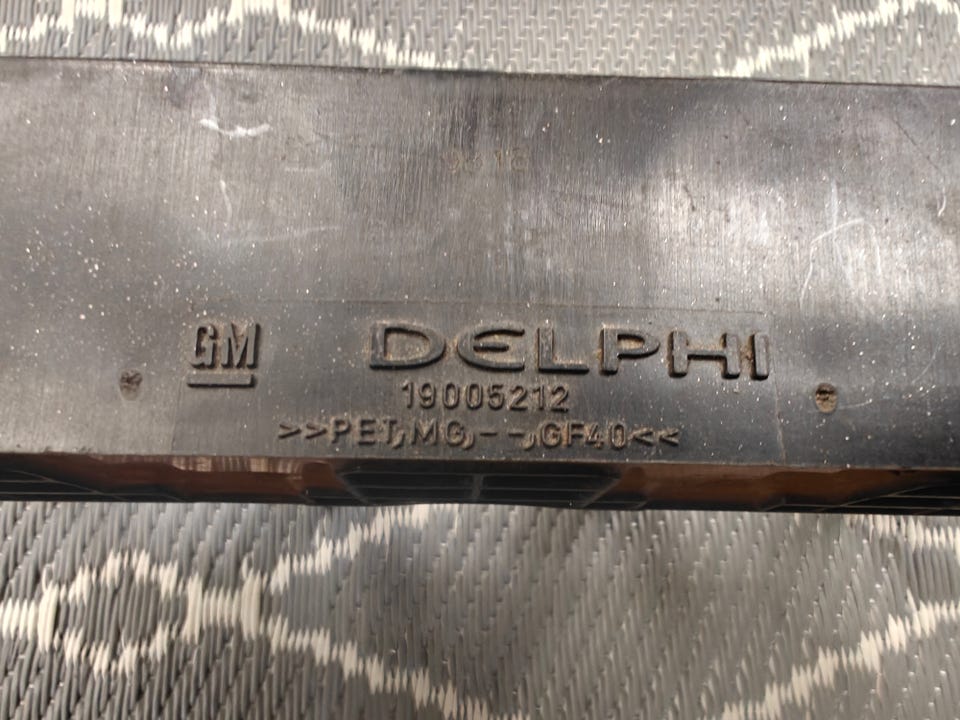 GM DELPHI
19005212
>>PET,MG,--,GF40<<